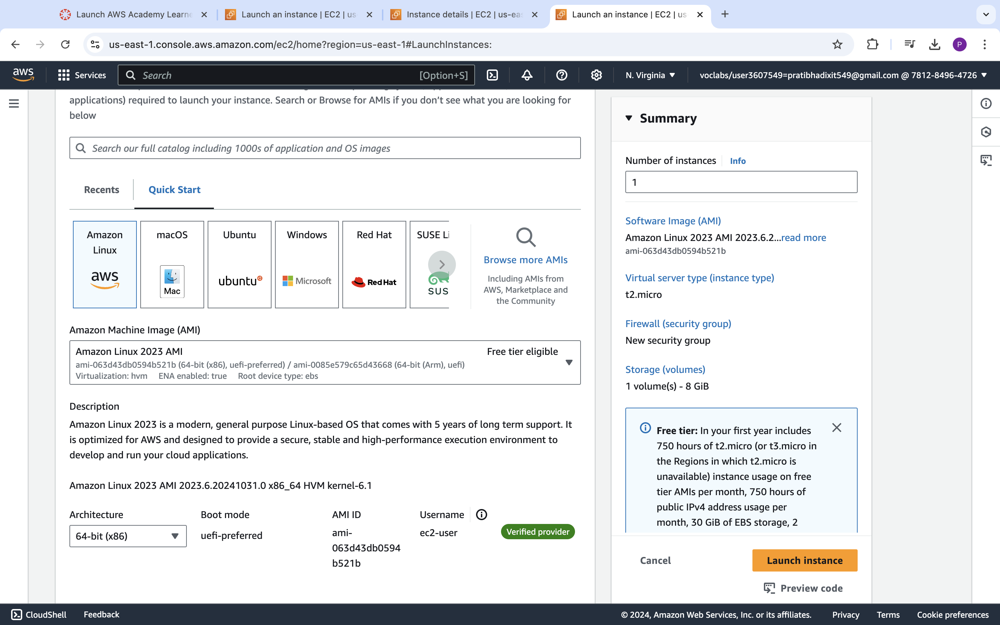 Launch AWS Academy Learne
Launch an instance | EC2 | us
Instance details | EC2 | us-eas
Launch an instance | EC2 | us
us-east-1.console.aws.amazon.com/ec2/home?region=us-east-1#LaunchInstances:
P
aws
Services
Search
[Option+S]
N. Virginia
voclabs/user3607549=pratibhadixit549@gmail.com @ 7812-8496-4726
applications) required to launch your instance. Search or Browse for AMIs if you don’t see what you are looking for
below
Search our full catalog including 1000s of application and OS images
Recents
Quick Start
Amazon
Linux
aws
macOS
Mac
Ubuntu
ubuntu
Windows
Microsoft
Red Hat
Red Hat
SUSE Li
SUS
Browse more AMIs
Including AMIs from
AWS, Marketplace and
the Community
Amazon Machine Image (AMI)
Amazon Linux 2023 AMI
Free tier eligible
ami-063d43db0594b521b (64-bit (x86), uefi-preferred) / ami-0085e579c65d43668 (64-bit (Arm), uefi)
Virtualization: hvm ENA enabled: true Root device type: ebs
Description
Amazon Linux 2023 is a modern, general purpose Linux-based OS that comes with 5 years of long term support. It
is optimized for AWS and designed to provide a secure, stable and high-performance execution environment to
develop and run your cloud applications.
Amazon Linux 2023 AMI 2023.6.20241031.0 x86_64 HVM kernel-6.1
Architecture
64-bit (x86)
Boot mode
uefi-preferred
AMI ID
ami-
063d43db0594
b521b
Username
ec2-user
Verified provider
Summary
Number of instances
Info
1
Software Image (AMI)
Amazon Linux 2023 AMI 2023.6.2...read more
ami-063d43db0594b521b
Virtual server type (instance type)
t2.micro
Firewall (security group)
New security group
Storage (volumes)
1 volume(s) - 8 GiB
Free tier: In your first year includes
750 hours of t2.micro (or t3.micro in
the Regions in which t2.micro is
unavailable) instance usage on free
tier AMIs per month, 750 hours of
public IPv4 address usage per
month, 30 GiB of EBS storage, 2
Cancel
Launch instance
Preview code
CloudShell
Feedback
© 2024, Amazon Web Services, Inc. or its affiliates.
Privacy
Terms
Cookie preferences